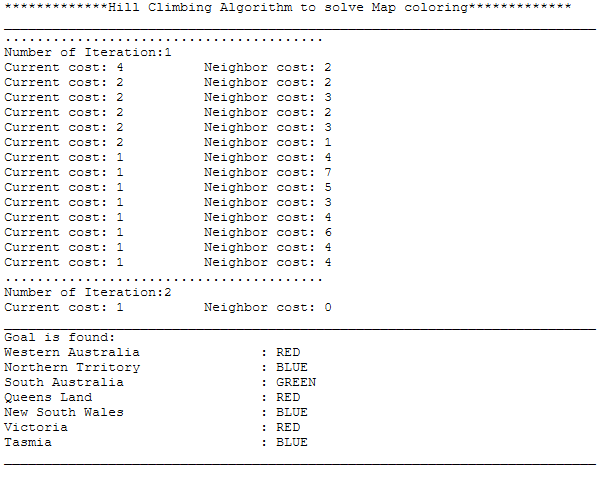 *************Hill Climbing Algorithm to solve Map coloring*************
........................................
Number of Iteration:1
Current cost: 4 Neighbor cost: 2
Current cost: 2 Neighbor cost: 2
Current cost: 2 Neighbor cost: 3
Current cost: 2 Neighbor cost: 2
Current cost: 2 Neighbor cost: 3
Current cost: 2 Neighbor cost: 1
Current cost: 1 Neighbor cost: 4
Current cost: 1 Neighbor cost: 7
Current cost: 1 Neighbor cost: 5
Current cost: 1 Neighbor cost: 3
Current cost: 1 Neighbor cost: 4
Current cost: 1 Neighbor cost: 6
Current cost: 1 Neighbor cost: 4
Current cost: 1 Neighbor cost: 4
........................................
Number of Iteration:2
Current cost: 1 Neighbor cost: 0
Goal is found:
Western Australia : RED
Northern Trritory : BLUE
South Australia : GREEN
Queens Land : RED
New South Wales : BLUE
Victoria : RED
Tasmia : BLUE